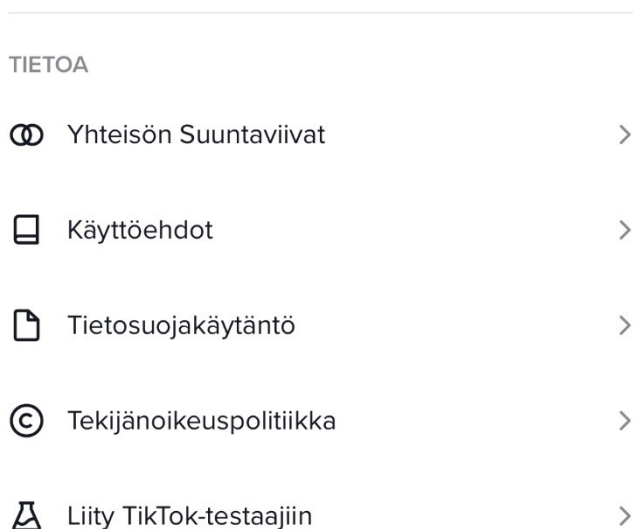 TIETOA
Yhteisön Suuntaviivat
Käyttöehdot
Tietosuojakäytäntö
Tekijänoikeuspolitiikka
Liity TikTok-testaajiin